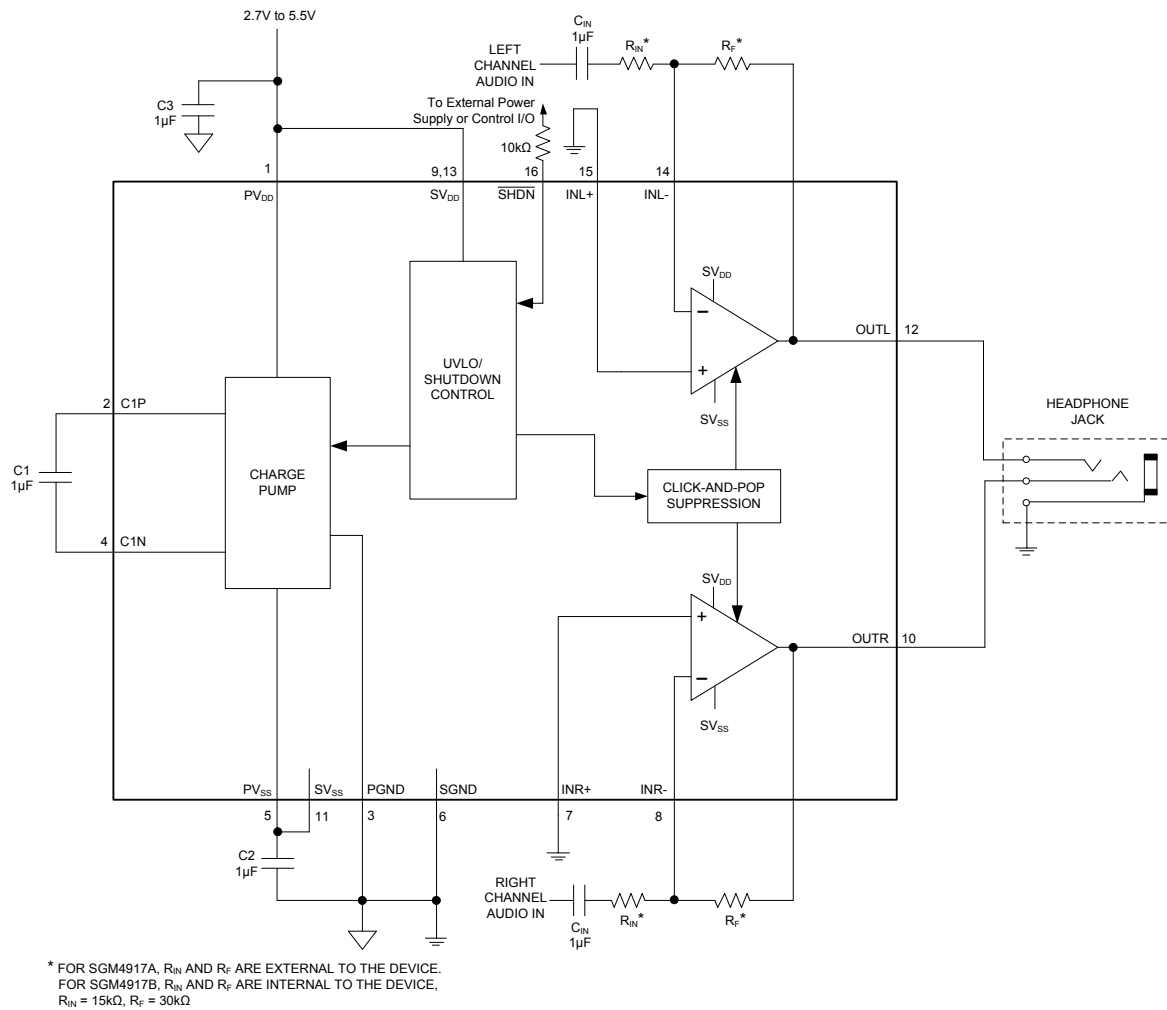 2.7V to 5.5V
C3
1µF
LEFT
CHANNEL
AUDIO IN
CIN
1µF
RIN*
RF*
To External Power
Supply or Control I/O
10kΩ
1
9,13
16
15
14
PVDD
SVDD
SHDN
INL+
INL-
UVLO/
SHUTDOWN
CONTROL
SVDD
−
+
SVSS
OUTL
12
2
C1P
C1
1µF
4
C1N
CHARGE
PUMP
CLICK-AND-POP
SUPPRESSION
HEADPHONE
JACK
SVDD
+
−
SVSS
OUTR
10
PVSS
SVSS
PGND
SGND
INR+
INR-
5
11
3
6
7
8
C2
1µF
RIGHT
CHANNEL
AUDIO IN
CIN
1µF
RIN*
RF*
* FOR SGM4917A, RIN AND RF ARE EXTERNAL TO THE DEVICE.
FOR SGM4917B, RIN AND RF ARE INTERNAL TO THE DEVICE,
RIN = 15kΩ, RF = 30kΩ